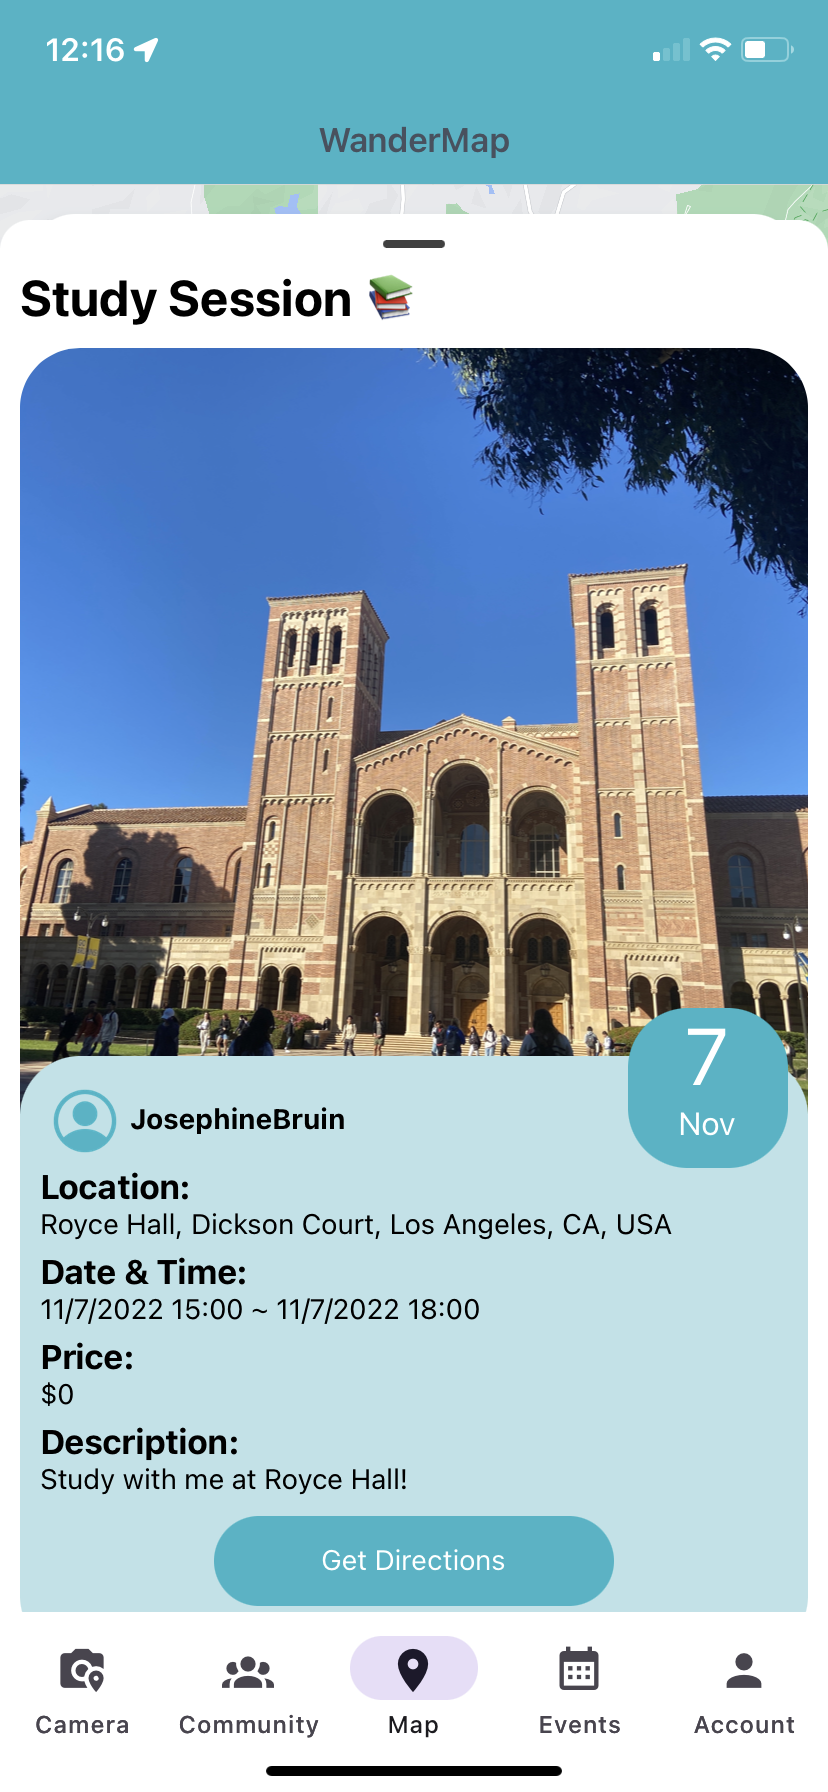 12:16
WanderMap
Study Session 📚
7
Nov
JosephineBruin
Location:
Royce Hall, Dickson Court, Los Angeles, CA, USA
Date & Time:
11/7/2022 15:00 ~ 11/7/2022 18:00
Price:
$0
Description:
Study with me at Royce Hall!
Get Directions
Camera
Community
Map
Events
Account